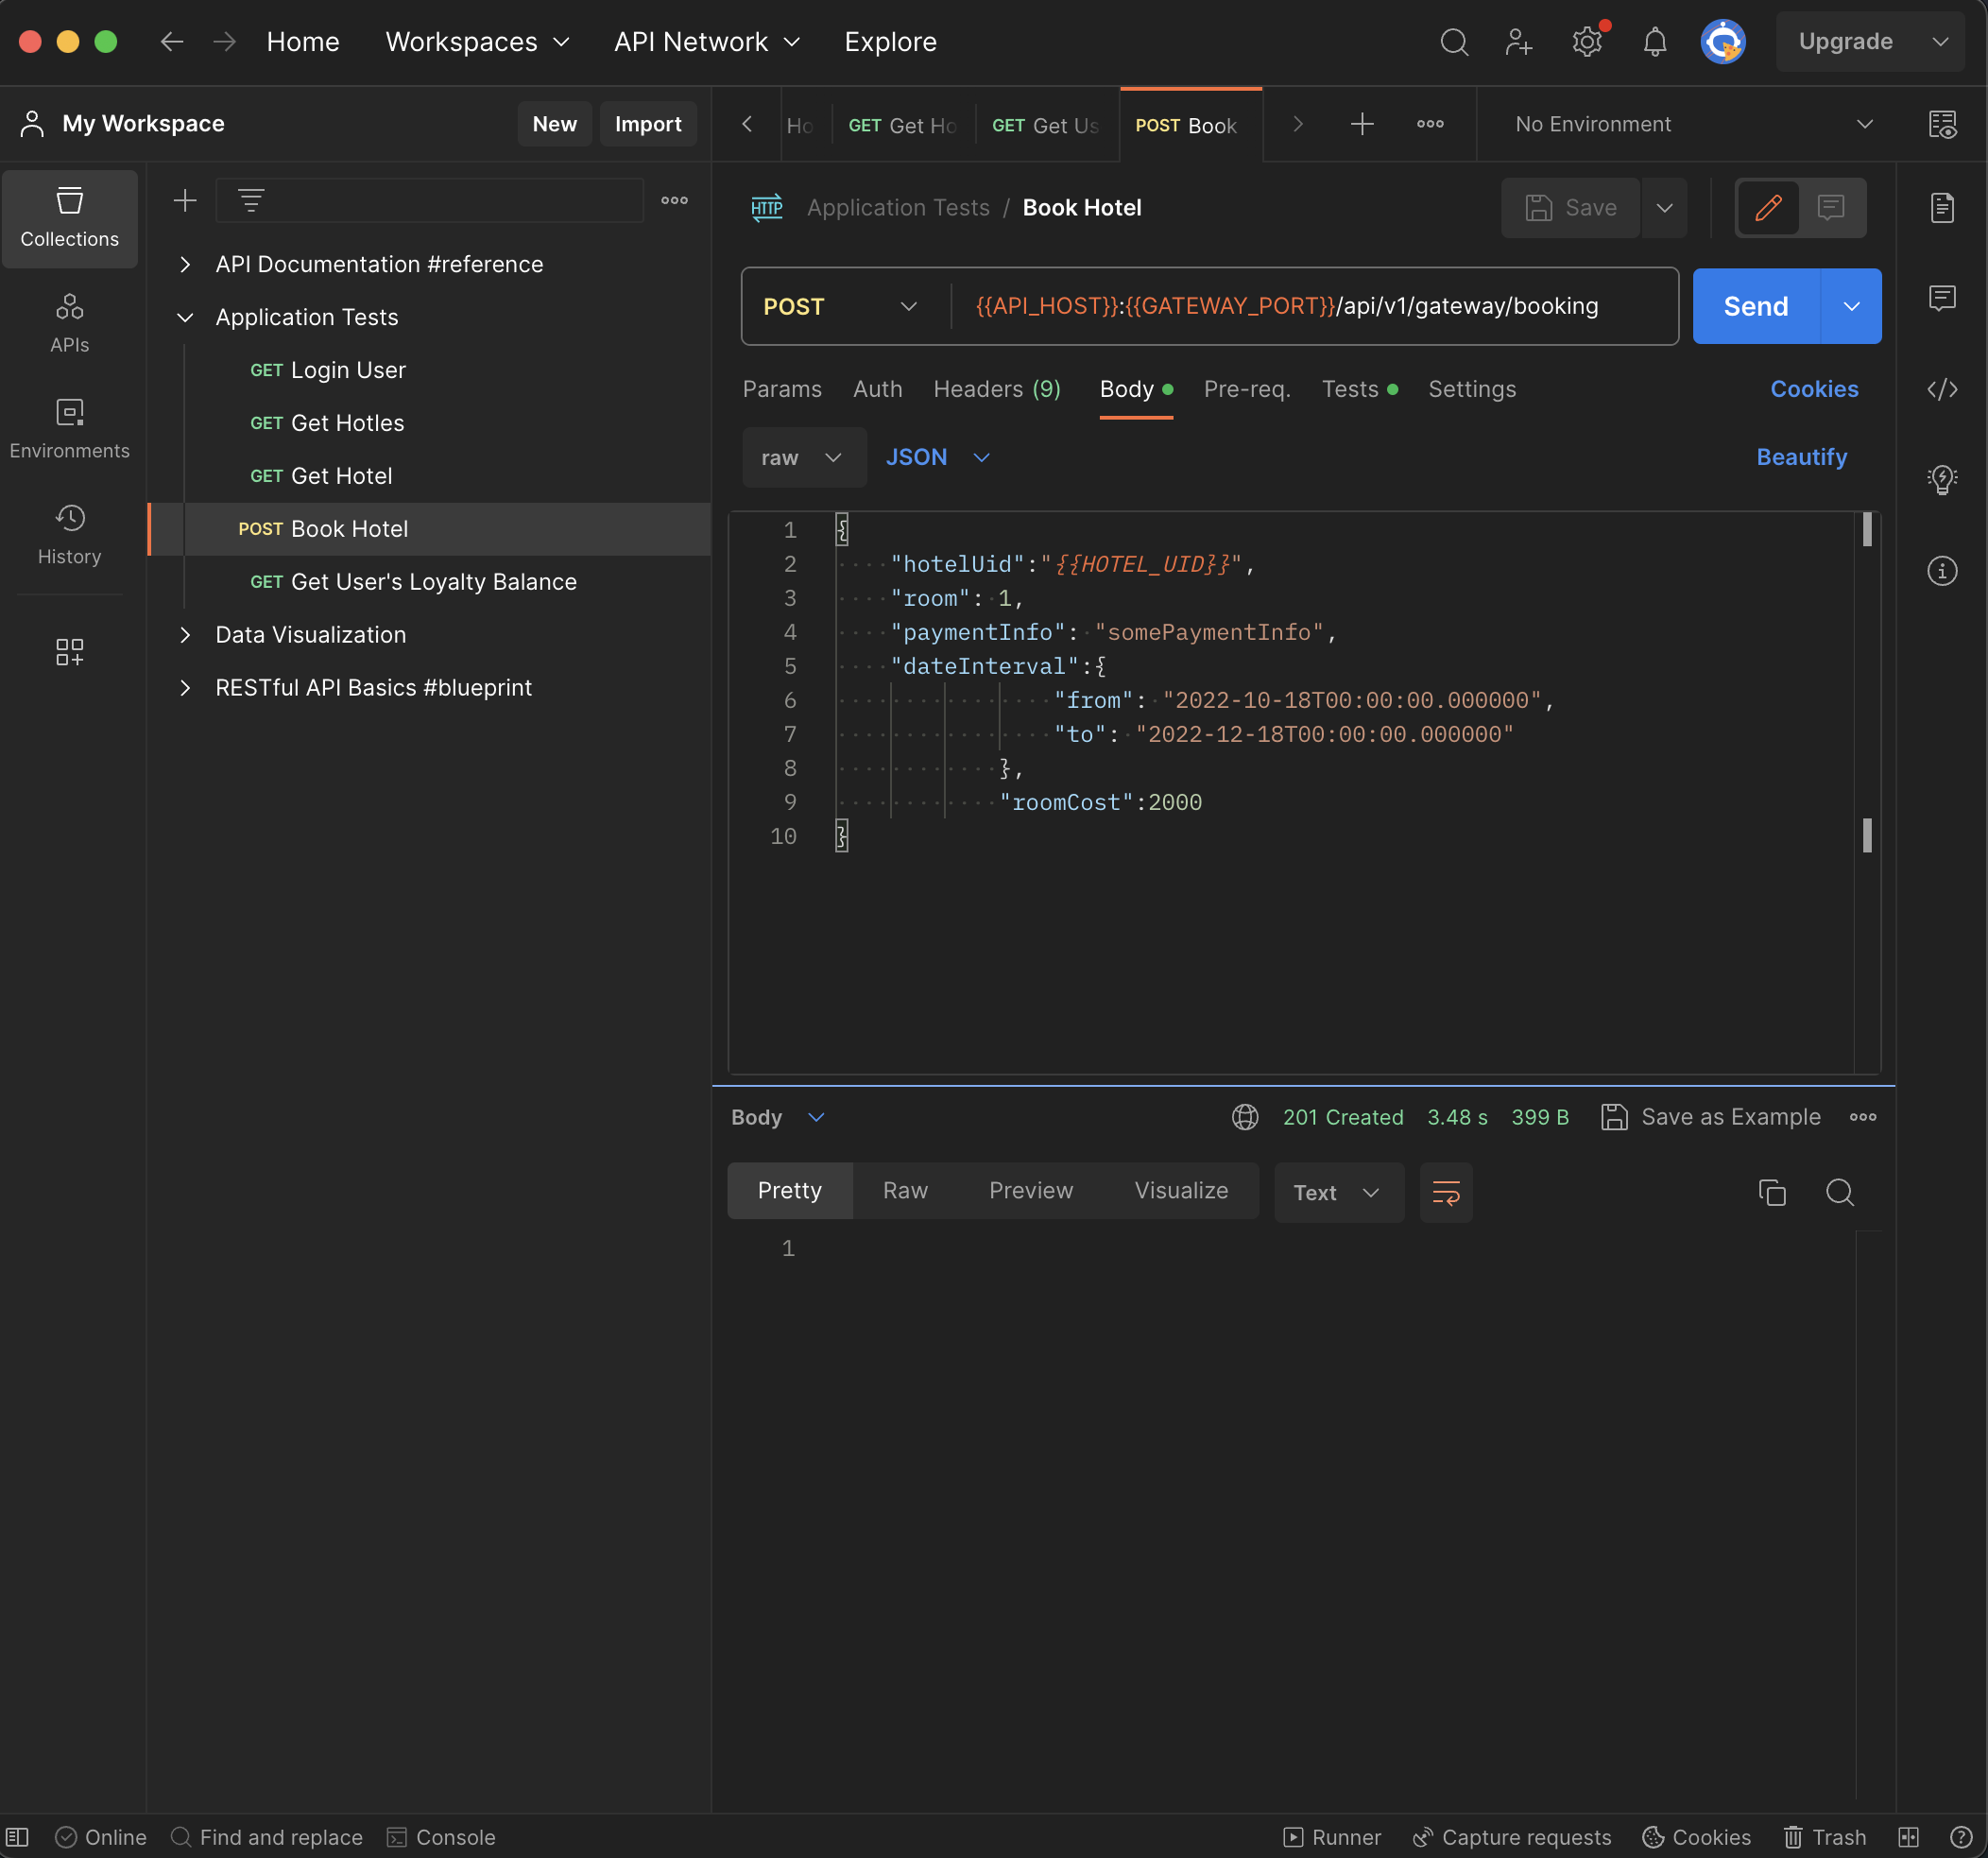 Home Workspaces API Network Explore Upgrade
My Workspace New Import
GET Get Ho GET Get Us POST Book No Environment
Collections
APIs
Environments
History
API Documentation #reference
Application Tests
GET Login User
GET Get Hotles
GET Get Hotel
POST Book Hotel
GET Get User's Loyalty Balance
Data Visualization
RESTful API Basics #blueprint
HTTP Application Tests / Book Hotel Save
POST {{API_HOST}}:{{GATEWAY_PORT}}/api/v1/gateway/booking Send
Params Auth Headers (9) Body Pre-req. Tests Settings Cookies
raw JSON Beautify
1 {
2 "hotelUid":"{{HOTEL_UID}}",
3 "room": 1,
4 "paymentInfo": "somePaymentInfo",
5 "dateInterval":{
6 "from": "2022-10-18T00:00:00.000000",
7 "to": "2022-12-18T00:00:00.000000"
8 },
9 "roomCost":2000
10 }
Body 201 Created 3.48 s 399 B Save as Example
Pretty Raw Preview Visualize Text
1
Online Find and replace Console Runner Capture requests Cookies Trash